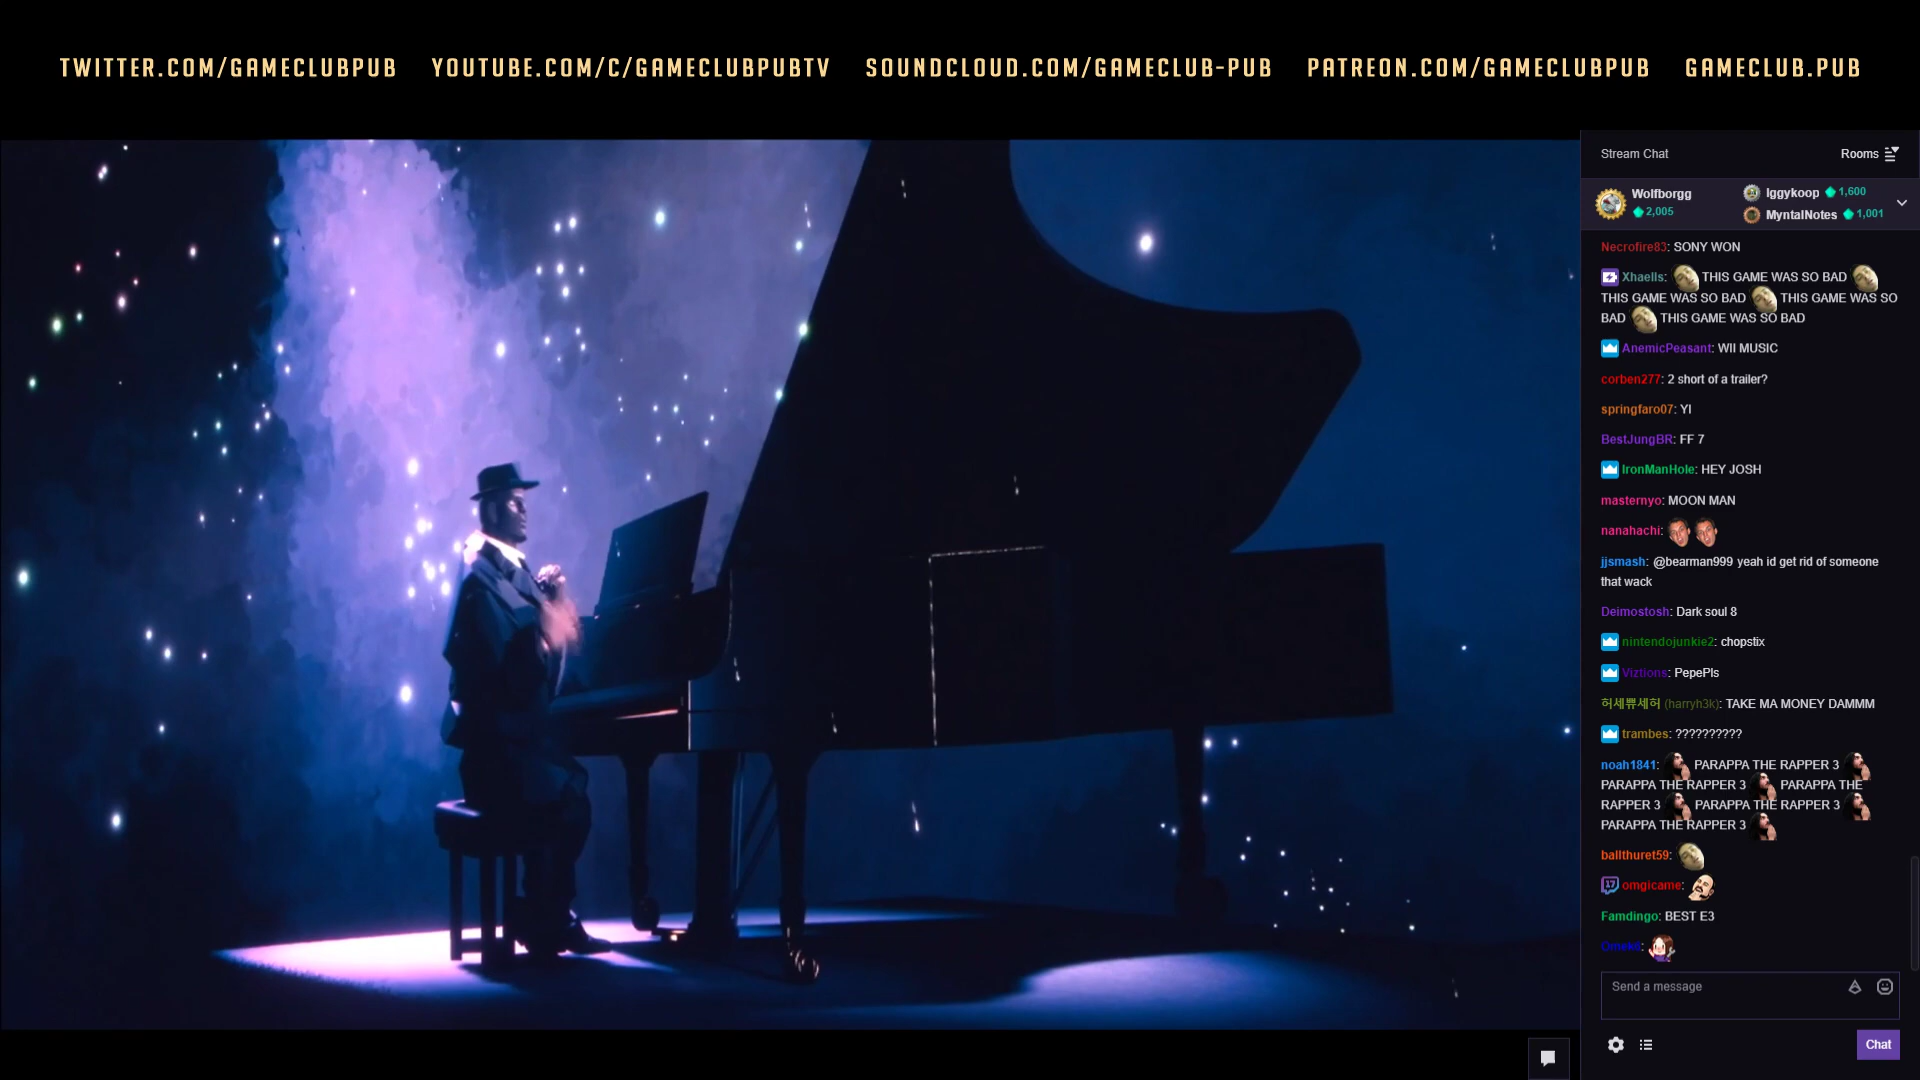 TWITTER.COM/GAMECLUBPUB YOUTUBE.COM/C/GAMECLUBPUBTV SOUNDCLOUD.COM/GAMECLUB-PUB PATREON.COM/GAMECLUBPUB GAMECLUB.PUB
Stream Chat Rooms
Wolfborgg Iggykoop 1,600
2,005 MyntalNotes 1,001
Necrofire83: SONY WON
Xhaells: THIS GAME WAS SO BAD
THIS GAME WAS SO BAD THIS GAME WAS SO
BAD THIS GAME WAS SO BAD
AnemicPeasant: WII MUSIC
corben277: 2 short of a trailer?
springfaro07: YI
BestJungBR: FF 7
IronManHole: HEY JOSH
masternyo: MOON MAN
nanahachi:
jjsmash: @bearman999 yeah id get rid of someone
that wack
Deimostosh: Dark soul 8
nintendojunkie2: chopstix
Viztions: PepePls
허세쀼세허 (harryh3k): TAKE MA MONEY DAMMM
trambes: ??????????
noah1841: PARAPPA THE RAPPER 3
PARAPPA THE RAPPER 3 PARAPPA THE
RAPPER 3 PARAPPA THE RAPPER 3
PARAPPA THE RAPPER 3
ballthuret59:
17 omgicame:
Famdingo: BEST E3
Send a message
Chat